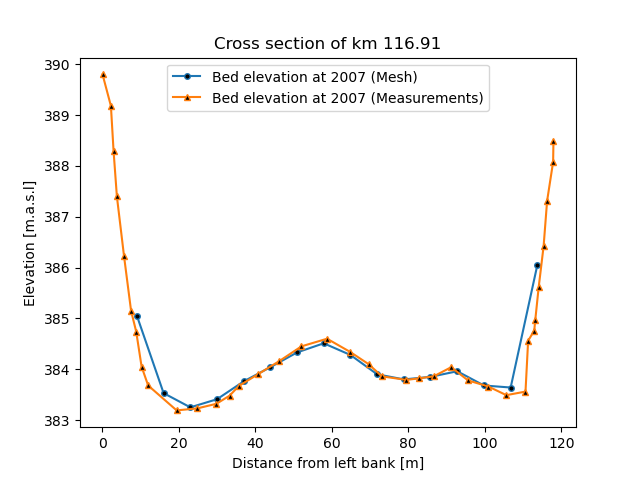 Cross section of km 116.91
Bed elevation at 2007 (Mesh)
Bed elevation at 2007 (Measurements)
Elevation [m.a.s.l]
390
389
388
387
386
385
384
383
0 20 40 60 80 100 120
Distance from left bank [m]